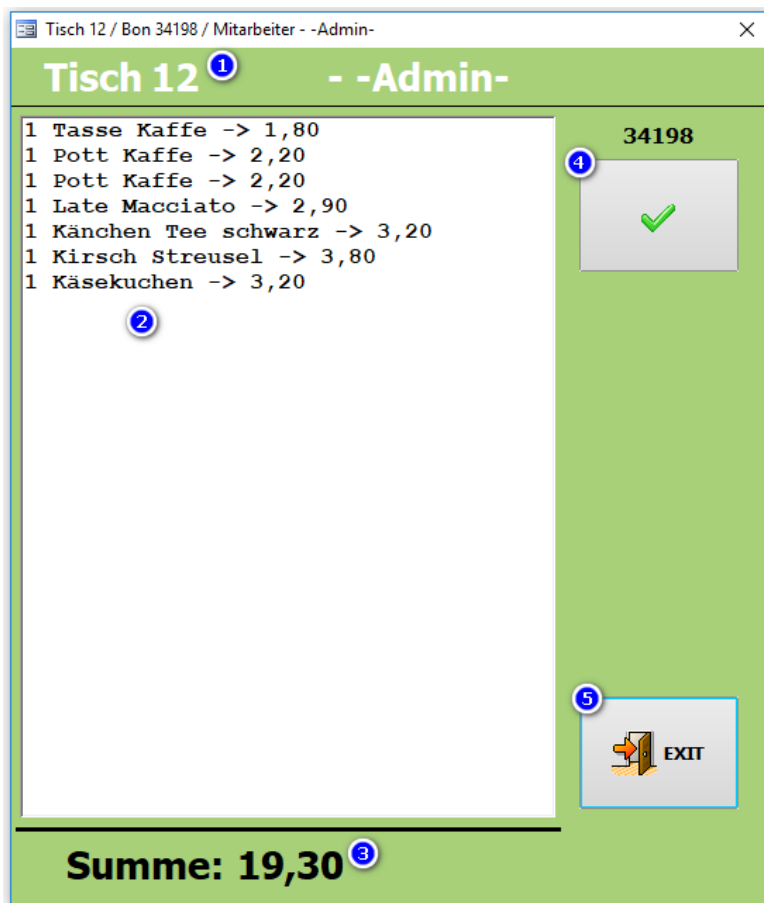 Tisch 12 / Bon 34198 / Mitarbeiter - -Admin-
Tisch 12 1 - -Admin-
1 Tasse Kaffe -> 1,80
1 Pott Kaffe -> 2,20
1 Pott Kaffe -> 2,20
1 Late Macciato -> 2,90
1 Känchen Tee schwarz -> 3,20
1 Kirsch Streusel -> 3,80
1 Käsekuchen -> 3,20
2
34198
4
5
EXIT
Summe: 19,30 3